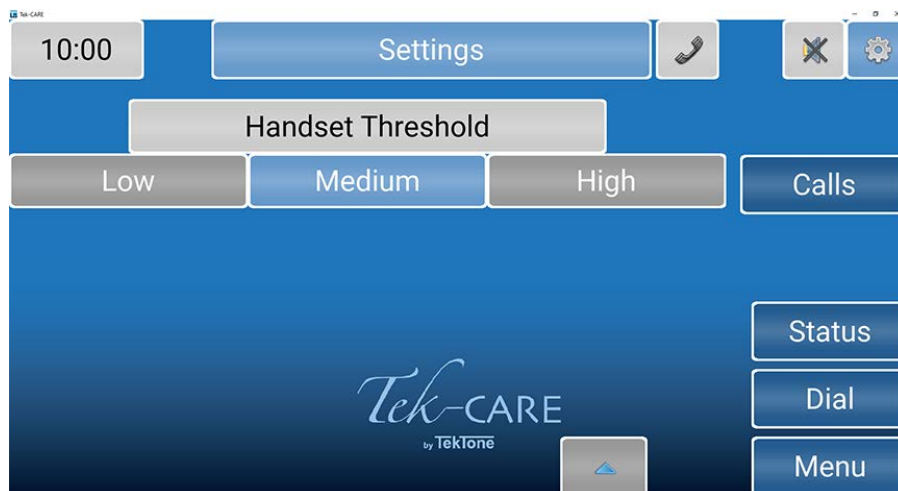 Tek-CARE
10:00
Settings
Handset Threshold
Low Medium High
Calls
Status
Dial
Menu
Tek-CARE
by TekTone